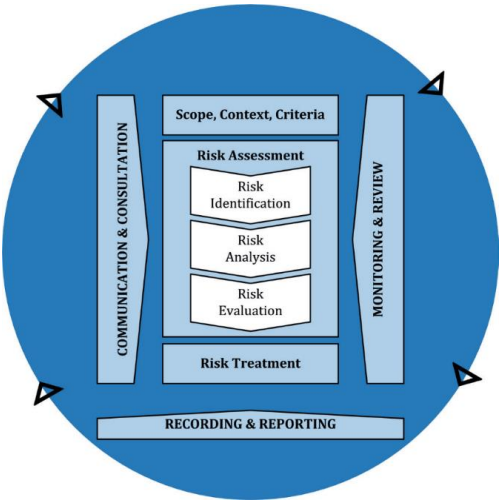 Scope, Context, Criteria
COMMUNICATION & CONSULTATION
Risk Assessment
Risk
Identification
Risk
Analysis
Risk
Evaluation
MONITORING & REVIEW
Risk Treatment
RECORDING & REPORTING